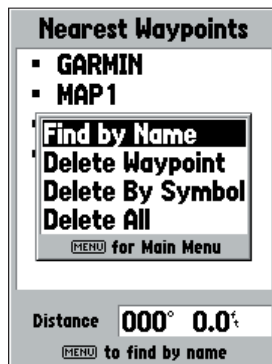 Nearest Waypoints
GARMIN
MAP1
Find by Name
Delete Waypoint
Delete By Symbol
Delete All
MENU for Main Menu
Distance 000° 0.0ft
MENU to find by name